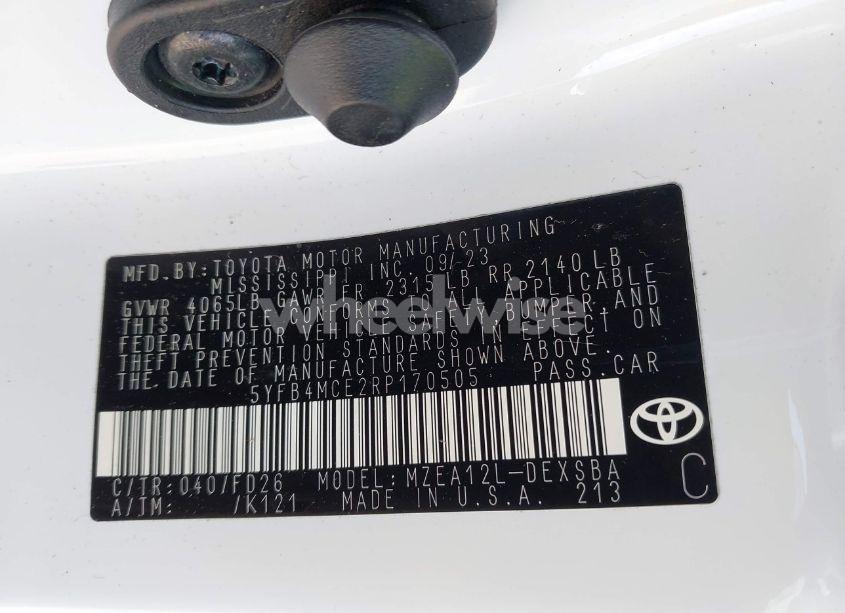 MFD. BY: TOYOTA MOTOR MANUFACTURING
MISSISSIPPI INC. 09/23
GVWR 4065LB GAWR FR 2315LB RR 2140LB
THIS VEHICLE CONFORMS TO ALL APPLICABLE
FEDERAL MOTOR VEHICLE SAFETY, BUMPER, AND
THEFT PREVENTION STANDARDS IN EFFECT ON
THE DATE OF MANUFACTURE SHOWN ABOVE.
5YFB4MCE2RP170505 PASS.CAR
C/TR: 040/FD26 MODEL: MZEA12L-DEXSBA
A/TM: /K121 MADE IN U.S.A. 213
C
wheelwise